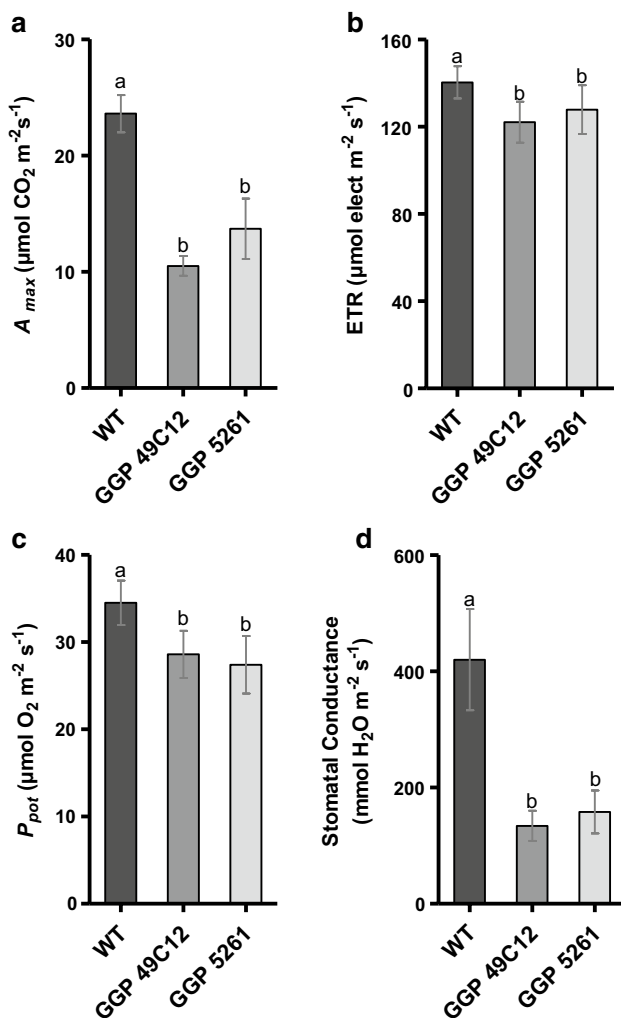 a
A max (µmol CO2 m-2s-1)
30
20
10
0
a
b
b
WT
GGP 49C12
GGP 5261
b
ETR (µmol elect m-2 s-1)
160
120
80
40
0
a
b
b
WT
GGP 49C12
GGP 5261
c
Ppot (µmol O2 m-2 s-1)
40
30
20
10
0
a
b
b
WT
GGP 49C12
GGP 5261
d
Stomatal Conductance
(mmol H2O m-2 s-1)
600
400
200
0
a
b
b
WT
GGP 49C12
GGP 5261